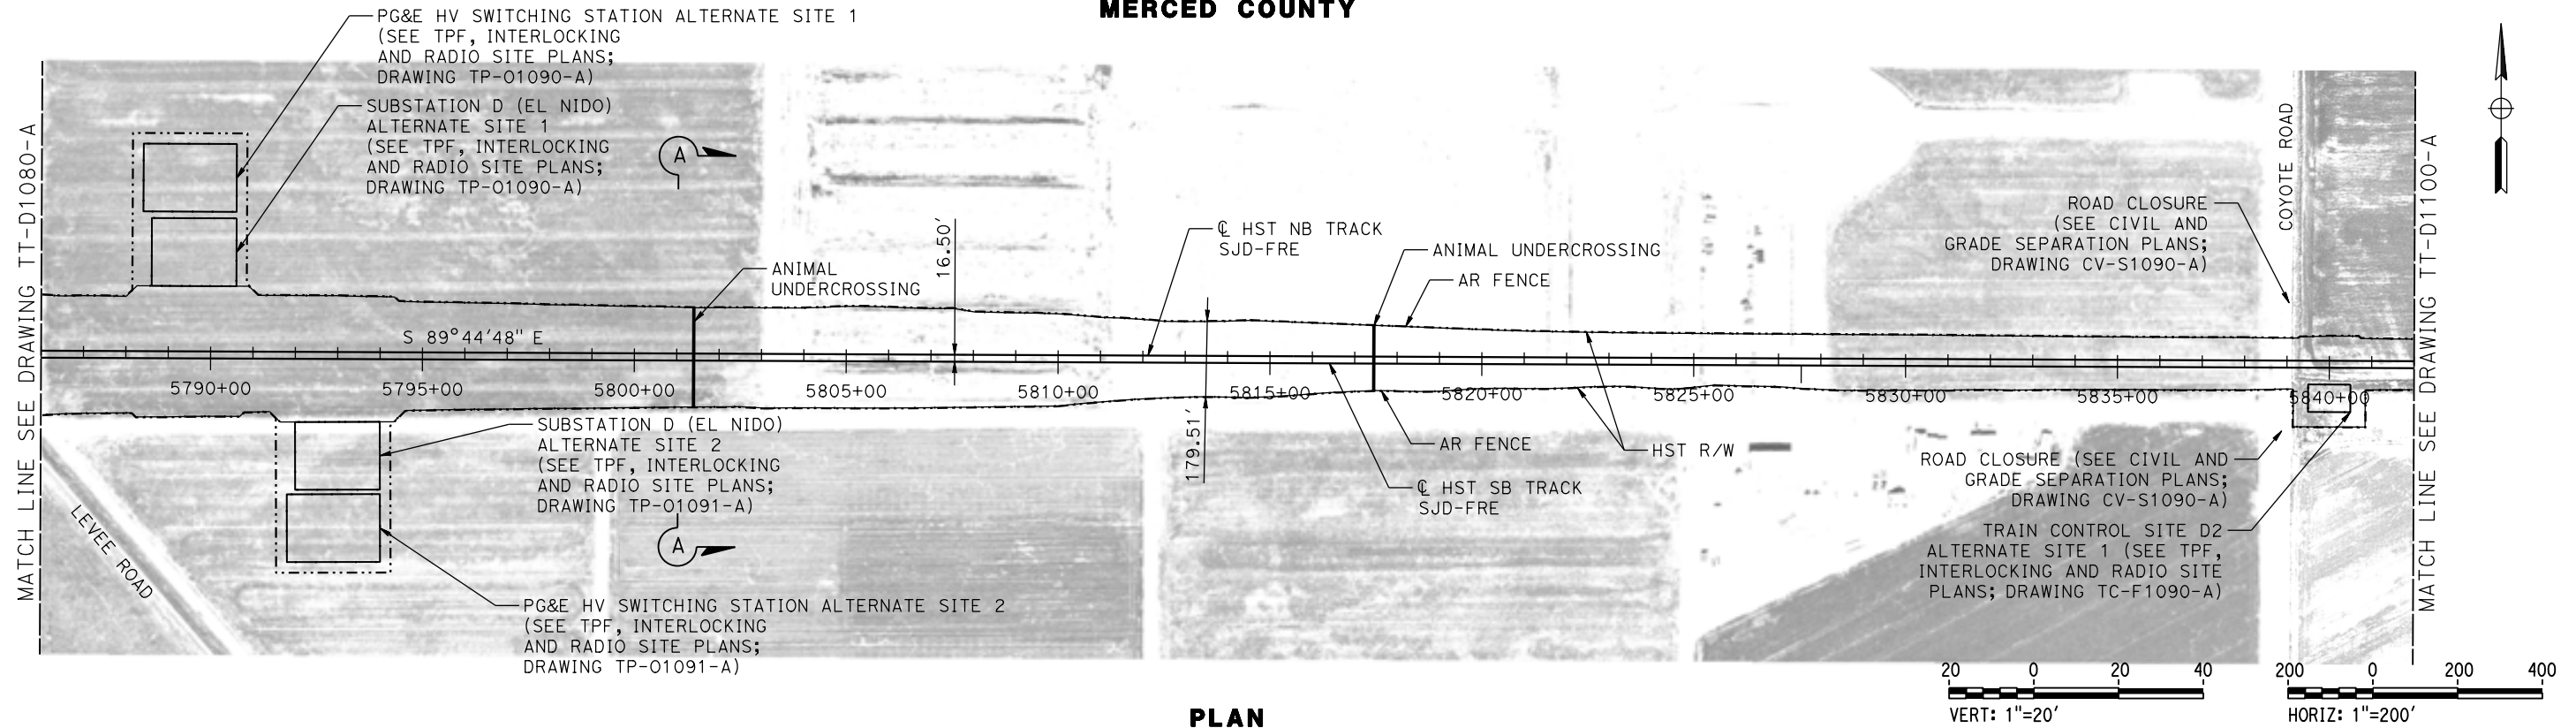 MERCED COUNTY
PG&E HV SWITCHING STATION ALTERNATE SITE 1
(SEE TPF, INTERLOCKING
AND RADIO SITE PLANS;
DRAWING TP-O1090-A)
SUBSTATION D (EL NIDO)
ALTERNATE SITE 1
(SEE TPF, INTERLOCKING
AND RADIO SITE PLANS;
DRAWING TP-O1090-A)
MATCH LINE SEE DRAWING TT-D1080-A
A
16.50'
℄ HST NB TRACK
SJD-FRE
ANIMAL
UNDERCROSSING
ANIMAL UNDERCROSSING
AR FENCE
ROAD CLOSURE
(SEE CIVIL AND
GRADE SEPARATION PLANS;
DRAWING CV-S1090-A)
COYOTE ROAD
MATCH LINE SEE DRAWING TT-D1100-A
S 89°44'48" E
5790+00
5795+00
5800+00
5805+00
5810+00
5815+00
5820+00
5825+00
5830+00
5835+00
5840+00
179.51'
SUBSTATION D (EL NIDO)
ALTERNATE SITE 2
(SEE TPF, INTERLOCKING
AND RADIO SITE PLANS;
DRAWING TP-O1091-A)
AR FENCE
HST R/W
℄ HST SB TRACK
SJD-FRE
ROAD CLOSURE (SEE CIVIL AND
GRADE SEPARATION PLANS;
DRAWING CV-S1090-A)
TRAIN CONTROL SITE D2
ALTERNATE SITE 1 (SEE TPF,
INTERLOCKING AND RADIO SITE
PLANS; DRAWING TC-F1090-A)
LEVEE ROAD
A
PG&E HV SWITCHING STATION ALTERNATE SITE 2
(SEE TPF, INTERLOCKING
AND RADIO SITE PLANS;
DRAWING TP-O1091-A)
20 0 20 40
VERT: 1"=20'
200 0 200 400
HORIZ: 1"=200'
PLAN